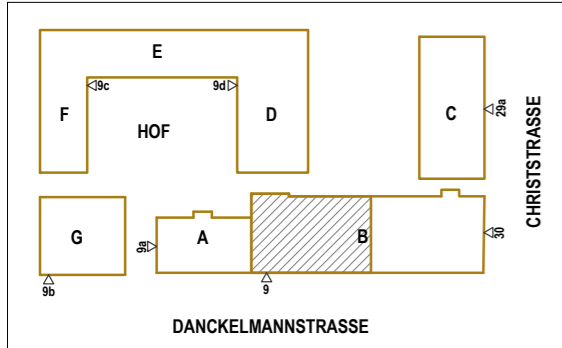 E
9c
9d
F
D
C
29a
HOF
CHRISTSTRASSE
G
9a
A
B
30
9b
9
DANCKELMANNSTRASSE